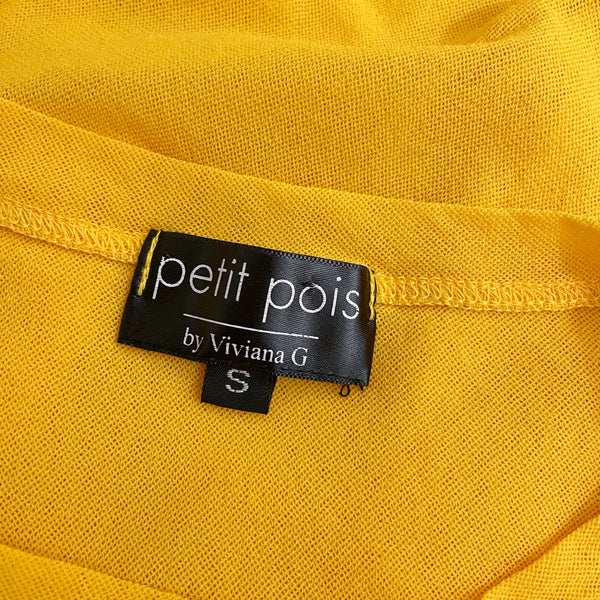 petit pois
by Viviana G
S